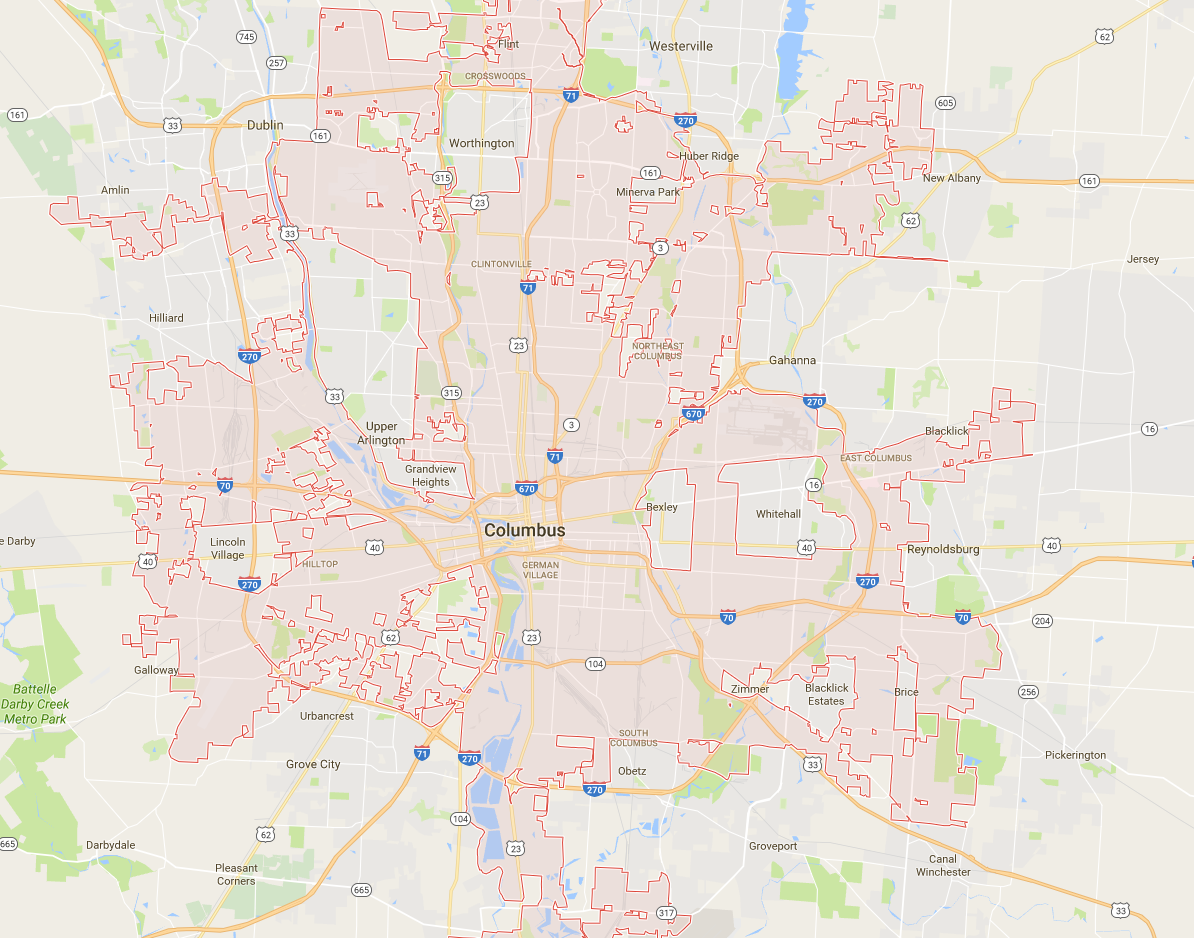 745
Flint
Westerville
62
257
CROSSWOODS
71
605
161
33
Dublin
161
270
Worthington
Huber Ridge
161
315
New Albany
161
Amlin
Minerva Park
23
62
33
3
CLINTONVILLE
Jersey
71
Hilliard
23
NORTHEAST
COLUMBUS
270
Gahanna
315
33
270
670
3
Upper
Arlington
Blacklick
16
71
EAST COLUMBUS
Grandview
Heights
70
670
16
Bexley
Whitehall
Columbus
e Darby
Lincoln
Village
40
40
Reynoldsburg
40
40
HILLTOP
GERMAN
VILLAGE
270
270
70
70
204
62
23
104
Galloway
Battelle
Darby Creek
Metro Park
Zimmer
Blacklick
Estates
Brice
256
Urbancrest
SOUTH
COLUMBUS
71
270
Pickerington
Grove City
Obetz
33
270
104
62
665
Darbydale
23
Groveport
Pleasant
Corners
Canal
Winchester
665
317
33